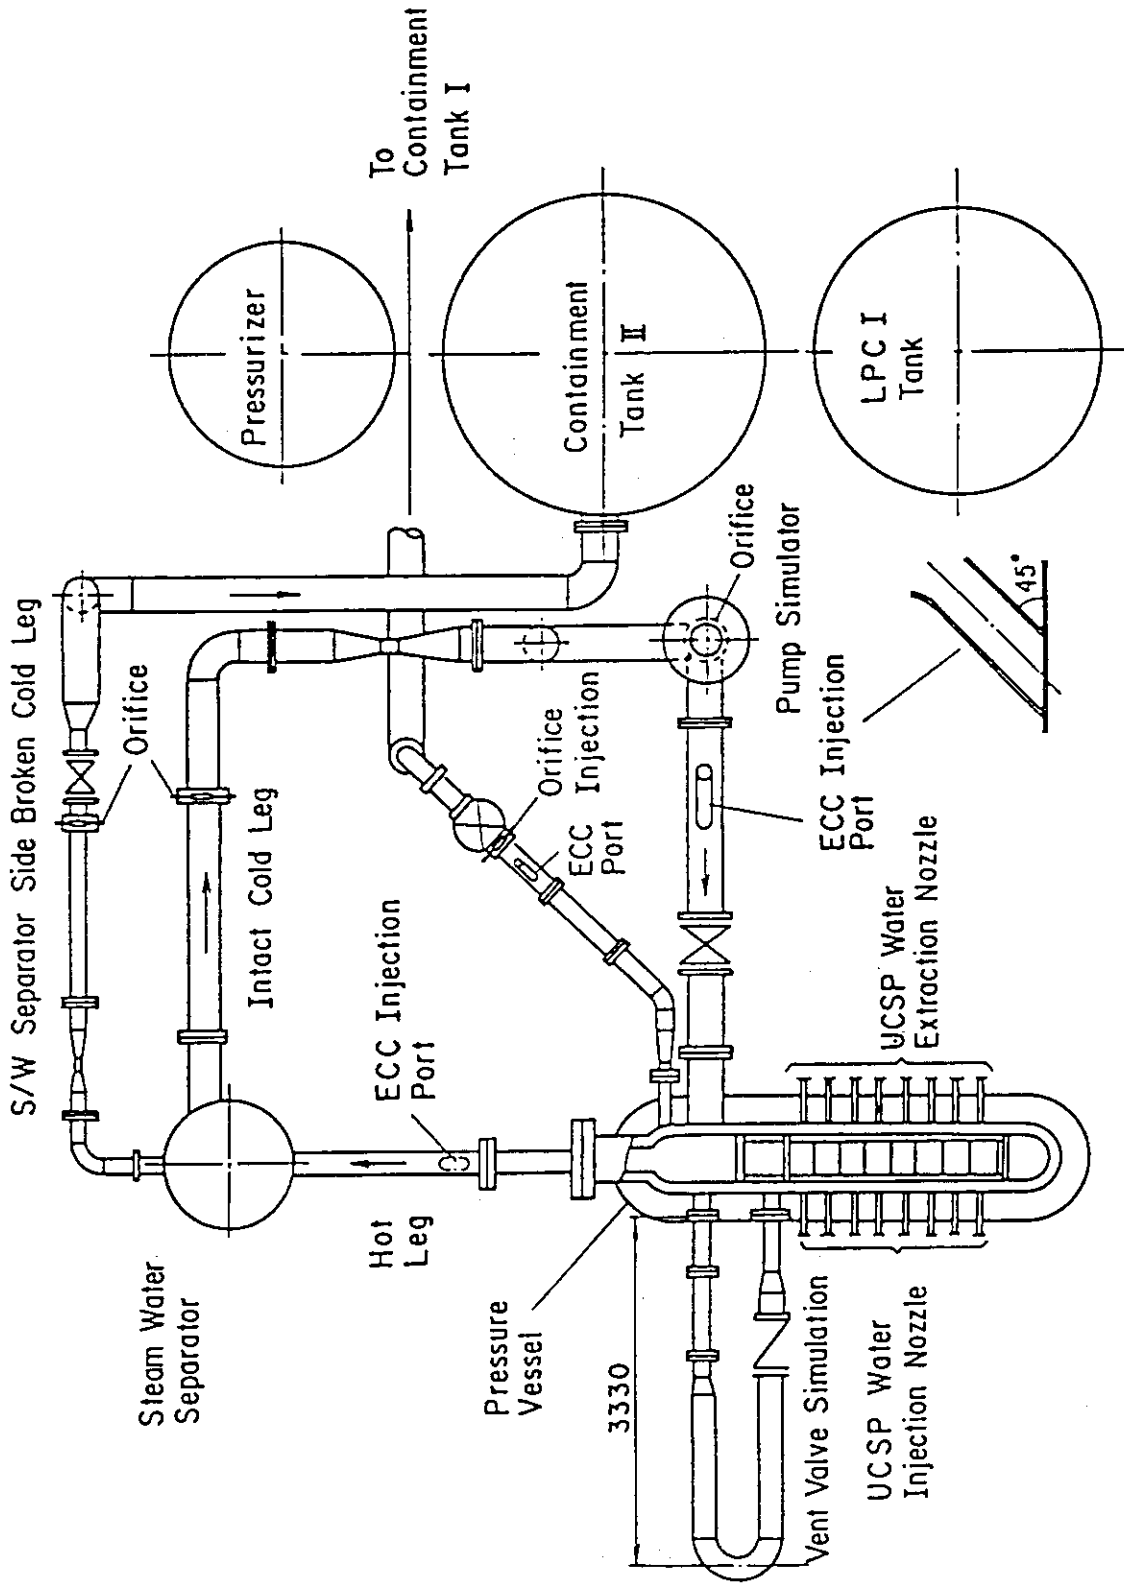 S/W Separator Side Broken Cold Leg
Orifice
Intact Cold Leg
Steam Water
Separator
Hot
Leg
ECC Injection
Port
Pressurizer
To
Containment
Tank I
Containment
Tank II
LPC I
Tank
Orifice
Injection
ECC
Port
Orifice
Pump Simulator
ECC Injection
Port
45°
Pressure
Vessel
3330
Vent Valve Simulation
UCSP Water
Injection Nozzle
UCSP Water
Extraction Nozzle